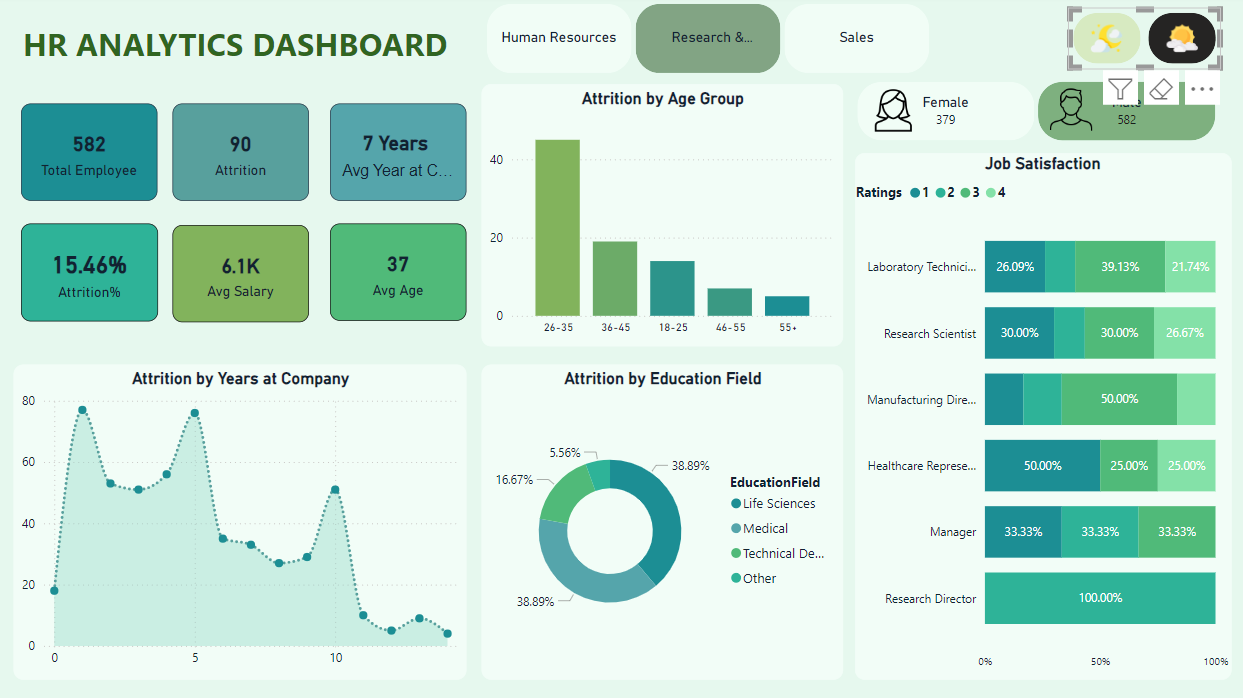 HR ANALYTICS DASHBOARD
Human Resources
Research &...
Sales
582
Total Employee
90
Attrition
7 Years
Avg Year at C...
15.46%
Attrition%
6.1K
Avg Salary
37
Avg Age
Attrition by Age Group
40
20
0
26-35
36-45
18-25
46-55
55+
Female
379
Male
582
Job Satisfaction
Ratings 1 2 3 4
Laboratory Technici...
26.09%
39.13%
21.74%
Research Scientist
30.00%
30.00%
26.67%
Manufacturing Dire...
50.00%
Healthcare Represe...
50.00%
25.00%
25.00%
Manager
33.33%
33.33%
33.33%
Research Director
100.00%
0%
50%
100%
Attrition by Years at Company
80
60
40
20
0
0
5
10
Attrition by Education Field
5.56%
38.89%
16.67%
38.89%
EducationField
Life Sciences
Medical
Technical De...
Other